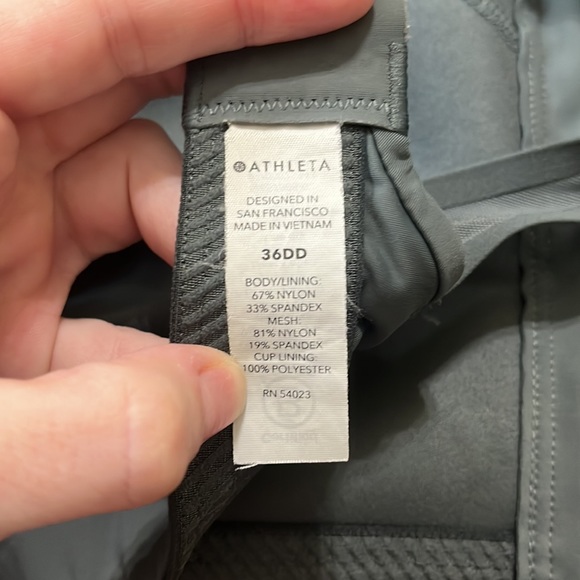 ATHLETA
DESIGNED IN
SAN FRANCISCO
MADE IN VIETNAM
36DD
BODY/LINING:
67% NYLON
33% SPANDEX
MESH:
81% NYLON
19% SPANDEX
CUP LINING:
100% POLYESTER
RN 54023